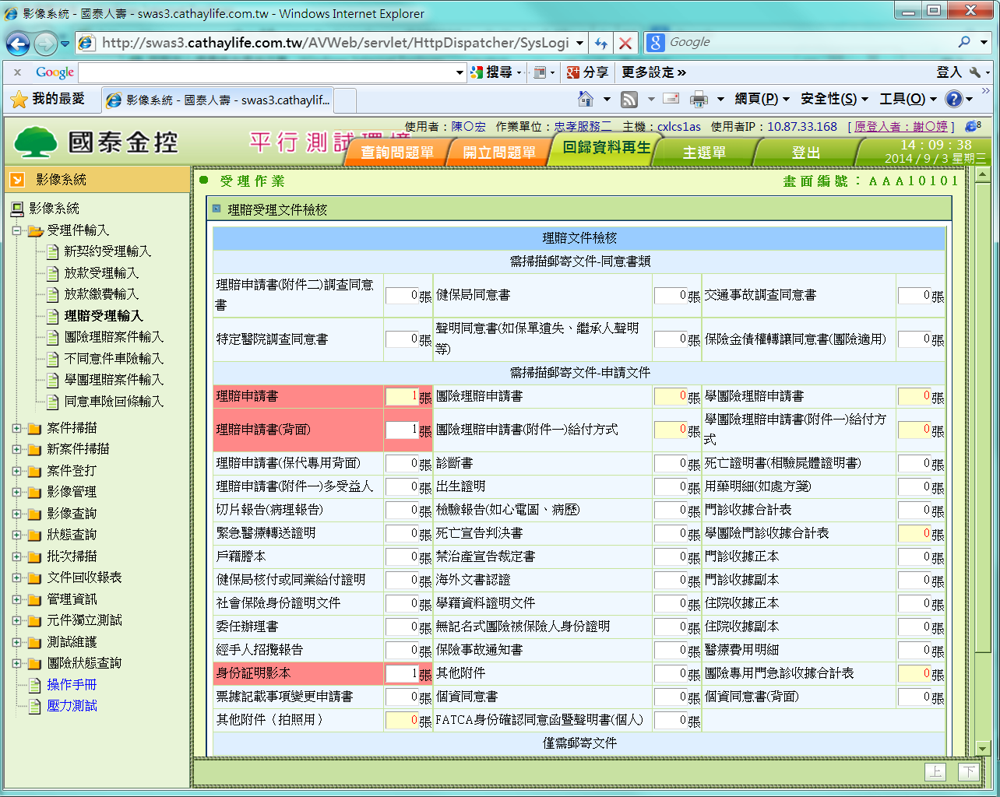 影像系統 - 國泰人壽 - swas3.cathaylife.com.tw - Windows Internet Explorer
http://swas3.cathaylife.com.tw/AVWeb/servlet/HttpDispatcher/SysLogi
Google
x Google 搜尋 分享 更多設定 » 登入
我的最愛 影像系統 - 國泰人壽 - swas3.cathaylif... 網頁(P) 安全性(S) 工具(O) »
使用者：陳〇宏 作業單位：忠孝服務二 主機：cxlcs1as 使用者IP：10.87.33.168 [ 原登入者：謝〇婷 ] 8
國泰金控 平行測試環境
查詢問題單 開立問題單 回歸資料再生 主選單 登出
14：09：38
2014 / 9 / 3 星期三
影像系統
影像系統
受理件輸入
新契約受理輸入
放款受理輸入
放款繳費輸入
理賠受理輸入
團險理賠案件輸入
不同意件車險輸入
學團理賠案件輸入
同意車險回條輸入
案件掃描
新案件掃描
案件登打
影像管理
影像查詢
狀態查詢
批次掃描
文件回收報表
管理資訊
元件獨立測試
測試維護
團險狀態查詢
操作手冊
壓力測試
受理作業 畫面編號：AAA10101
理賠受理文件檢核
理賠文件檢核
需掃描郵寄文件-同意書類
理賠申請書(附件二)調查同意書 0張 健保局同意書 0張 交通事故調查同意書 0張
特定醫院調查同意書 0張 聲明同意書(如保單遺失、繼承人聲明等) 0張 保險金債權轉讓同意書(團險適用) 0張
需掃描郵寄文件-申請文件
理賠申請書 1張 團險理賠申請書 0張 學團險理賠申請書 0張
理賠申請書(背面) 1張 團險理賠申請書(附件一)給付方式 0張 學團險理賠申請書(附件一)給付方式 0張
理賠申請書(保代專用背面) 0張 診斷書 0張 死亡證明書(相驗屍體證明書) 0張
理賠申請書(附件一)多受益人 0張 出生證明 0張 用藥明細(如處方箋) 0張
切片報告(病理報告) 0張 檢驗報告(如心電圖、病歷) 0張 門診收據合計表 0張
緊急醫療轉送證明 0張 死亡宣告判決書 0張 學團險門診收據合計表 0張
戶籍謄本 0張 禁治產宣告裁定書 0張 門診收據正本 0張
健保局核付或同業給付證明 0張 海外文書認證 0張 門診收據副本 0張
社會保險身份證明文件 0張 學籍資料證明文件 0張 住院收據正本 0張
委任辦理書 0張 無記名式團險被保險人身份證明 0張 住院收據副本 0張
經手人招攬報告 0張 保險事故通知書 0張 醫療費用明細 0張
身份証明影本 1張 其他附件 0張 團險專用門急診收據合計表 0張
票據記載事項變更申請書 0張 個資同意書 0張 個資同意書(背面) 0張
其他附件（拍照用） 0張 FATCA身份確認同意函暨聲明書(個人) 0張
僅需郵寄文件
上 下